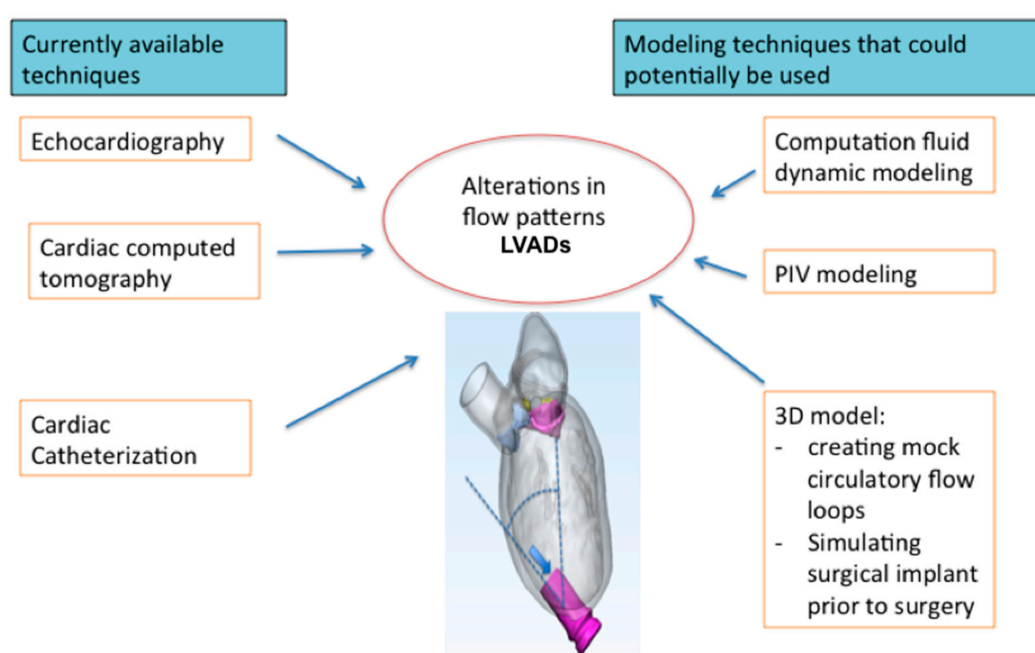 Currently available
techniques
Echocardiography
Cardiac computed
tomography
Cardiac
Catheterization
Alterations in
flow patterns
LVADs
Modeling techniques that could
potentially be used
Computation fluid
dynamic modeling
PIV modeling
3D model:
- creating mock
circulatory flow
loops
- Simulating
surgical implant
prior to surgery